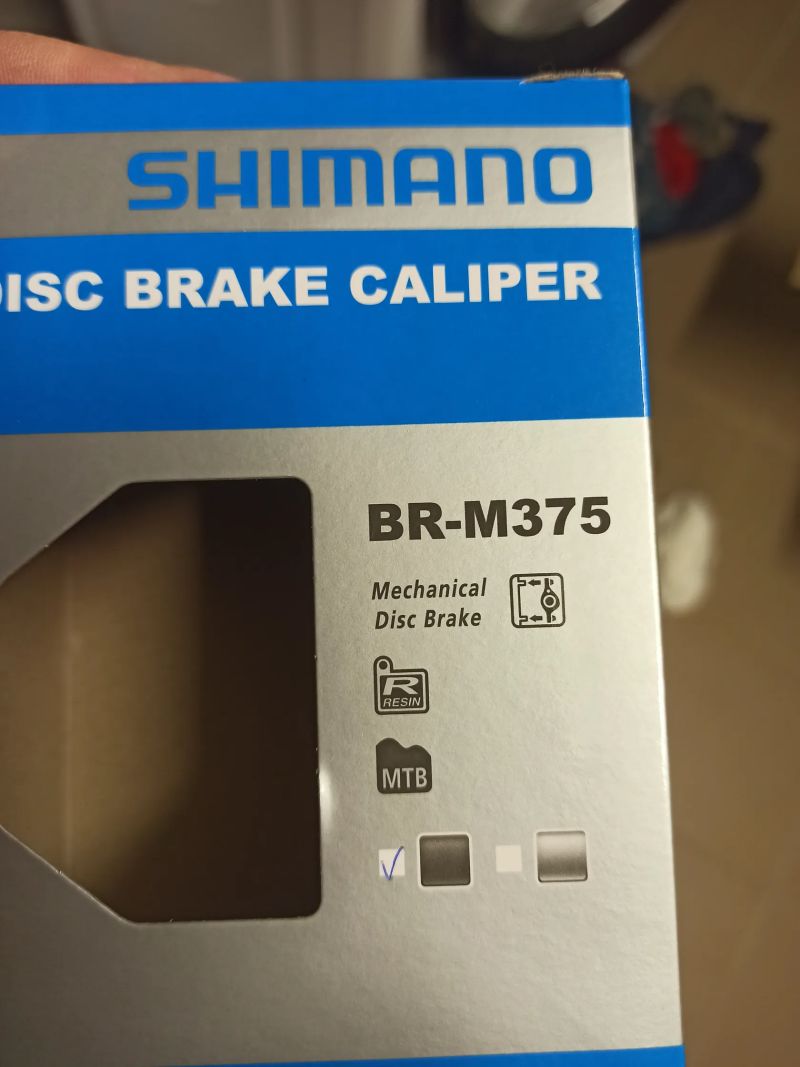 SHIMANO
DISC BRAKE CALIPER
BR-M375
Mechanical
Disc Brake
R
RESIN
MTB